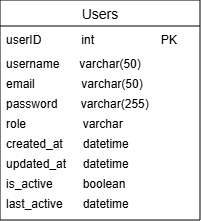 Users
userID int PK
username varchar(50)
email varchar(50)
password varchar(255)
role varchar
created_at datetime
updated_at datetime
is_active boolean
last_active datetime